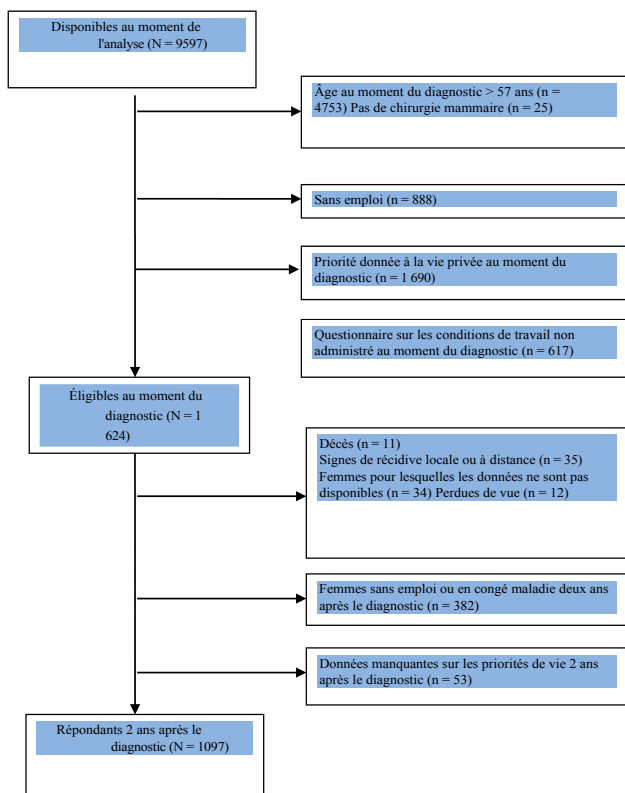 Disponibles au moment de
l'analyse (N = 9597)
Âge au moment du diagnostic > 57 ans (n =
4753) Pas de chirurgie mammaire (n = 25)
Sans emploi (n = 888)
Priorité donnée à la vie privée au moment du
diagnostic (n = 1 690)
Questionnaire sur les conditions de travail non
administré au moment du diagnostic (n = 617)
Éligibles au moment du
diagnostic (N = 1
624)
Décès (n = 11)
Signes de récidive locale ou à distance (n = 35)
Femmes pour lesquelles les données ne sont pas
disponibles (n = 34) Perdues de vue (n = 12)
Femmes sans emploi ou en congé maladie deux ans
après le diagnostic (n = 382)
Données manquantes sur les priorités de vie 2 ans
après le diagnostic (n = 53)
Répondants 2 ans après le
diagnostic (N = 1097)